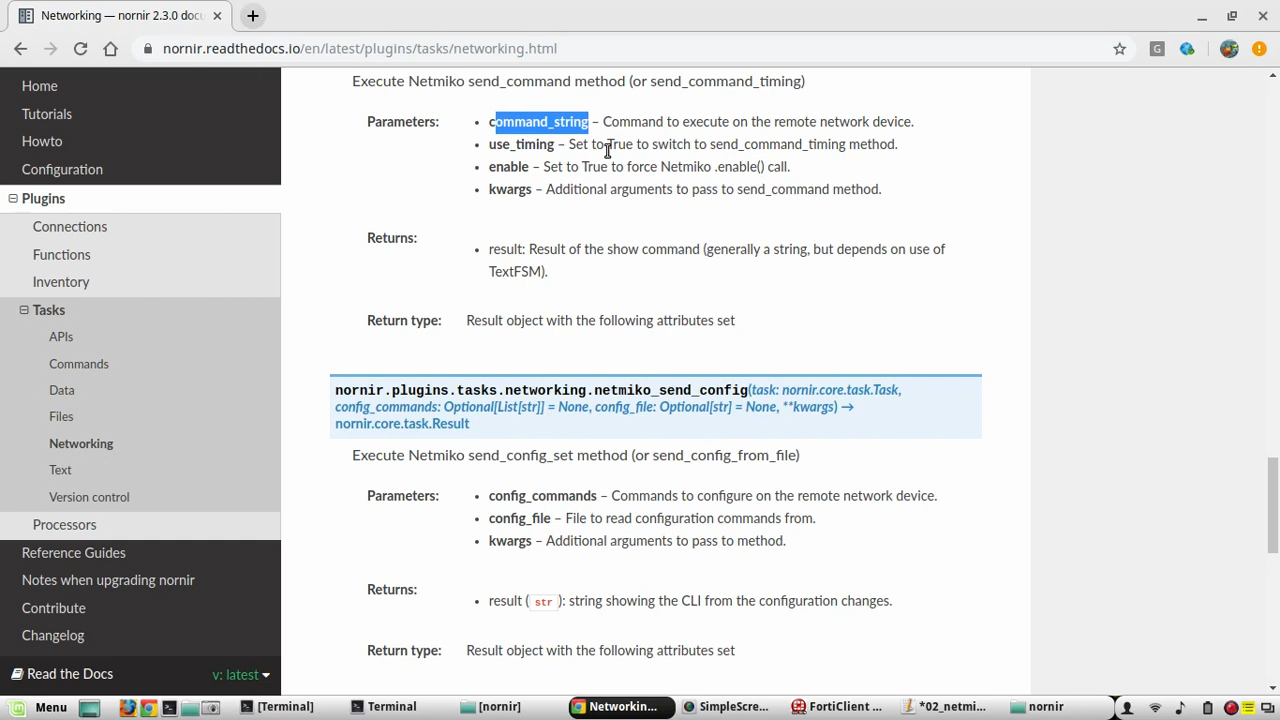 Networking — nornir 2.3.0 doc
nornir.readthedocs.io/en/latest/plugins/tasks/networking.html
G
Home
Tutorials
Howto
Configuration
Plugins
Connections
Functions
Inventory
Tasks
APIs
Commands
Data
Files
Networking
Text
Version control
Processors
Reference Guides
Notes when upgrading nornir
Contribute
Changelog
Read the Docs
v: latest
Execute Netmiko send_command method (or send_command_timing)
Parameters:
• command_string – Command to execute on the remote network device.
• use_timing – Set to True to switch to send_command_timing method.
• enable – Set to True to force Netmiko .enable() call.
• kwargs – Additional arguments to pass to send_command method.
Returns:
• result: Result of the show command (generally a string, but depends on use of
TextFSM).
Return type: Result object with the following attributes set
nornir.plugins.tasks.networking.netmiko_send_config(task: nornir.core.task.Task,
config_commands: Optional[List[str]] = None, config_file: Optional[str] = None, **kwargs) →
nornir.core.task.Result
Execute Netmiko send_config_set method (or send_config_from_file)
Parameters:
• config_commands – Commands to configure on the remote network device.
• config_file – File to read configuration commands from.
• kwargs – Additional arguments to pass to method.
Returns:
• result ( str ): string showing the CLI from the configuration changes.
Return type: Result object with the following attributes set
Menu
[Terminal]
Terminal
[nornir]
Networkin...
SimpleScre...
FortiClient ...
*02_netmi...
nornir